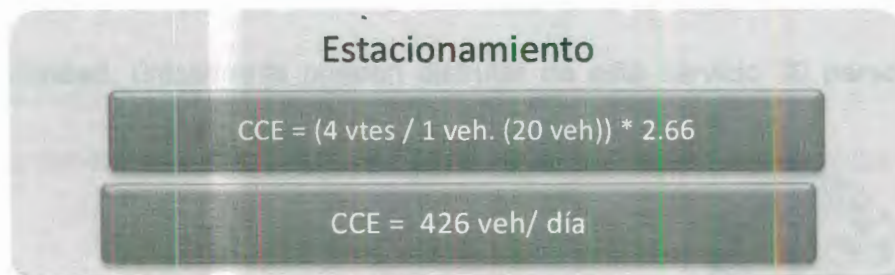 Estacionamiento
CCE = (4 vtes / 1 veh. (20 veh)) * 2.66
CCE = 426 veh/ día